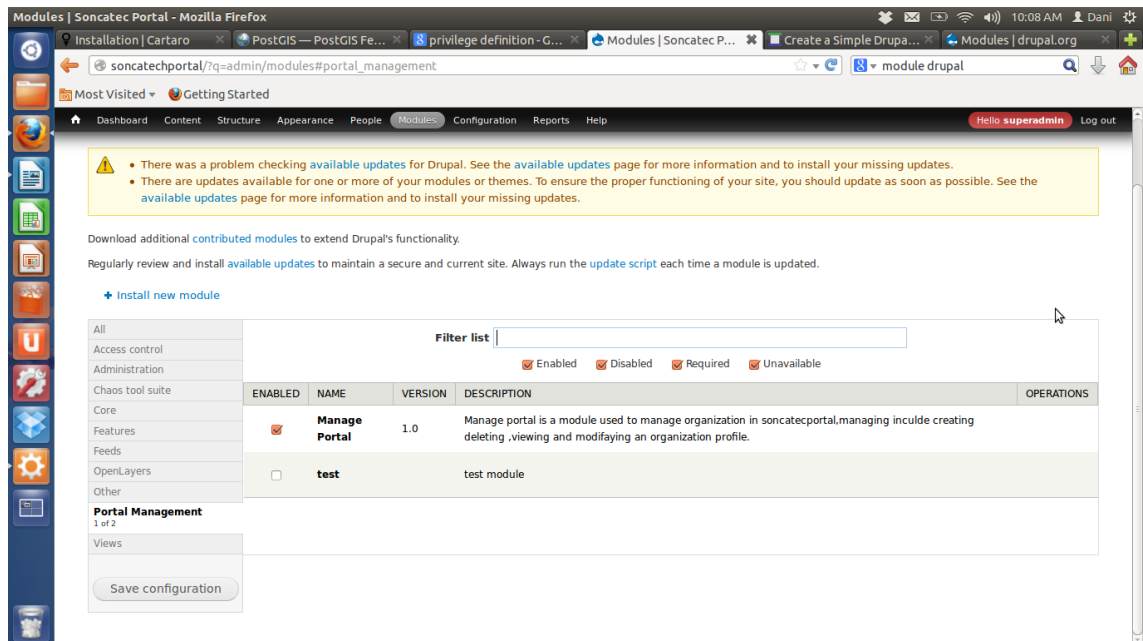 Modules | Soncatec Portal - Mozilla Firefox
10:08 AM Dani
Installation | Cartaro
PostGIS — PostGIS Fe...
privilege definition - G...
Modules | Soncatec P...
Create a Simple Drupa...
Modules | drupal.org
soncatechportal/?q=admin/modules#portal_management
module drupal
Most Visited
Getting Started
Dashboard Content Structure Appearance People Modules Configuration Reports Help
Hello superadmin Log out
• There was a problem checking available updates for Drupal. See the available updates page for more information and to install your missing updates.
• There are updates available for one or more of your modules or themes. To ensure the proper functioning of your site, you should update as soon as possible. See the
available updates page for more information and to install your missing updates.
Download additional contributed modules to extend Drupal's functionality.
Regularly review and install available updates to maintain a secure and current site. Always run the update script each time a module is updated.
+ Install new module
All
Access control
Administration
Chaos tool suite
Core
Features
Feeds
OpenLayers
Other
Portal Management
1 of 2
Views
Save configuration
Filter list
Enabled Disabled Required Unavailable
ENABLED NAME VERSION DESCRIPTION OPERATIONS
Manage
Portal
1.0
Manage portal is a module used to manage organization in soncatecportal,managing inculde creating
deleting ,viewing and modifaying an organization profile.
test
test module